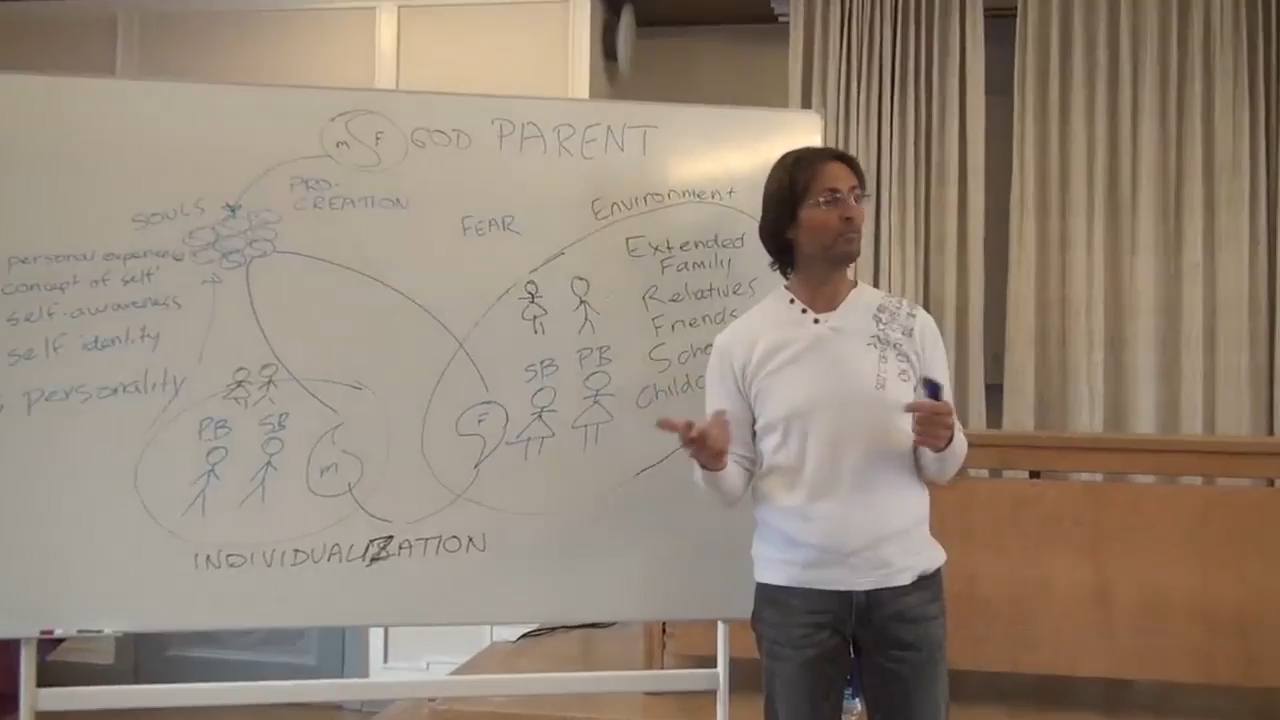 m F GOD PARENT
PRO-
CREATION
SOULS
personal experience
concept of self
self-awareness
self identity
personality
FEAR
Environment
Extended
Family
Relatives
Friends
SB PB
PB SB
F
m
INDIVIDUALIZATION